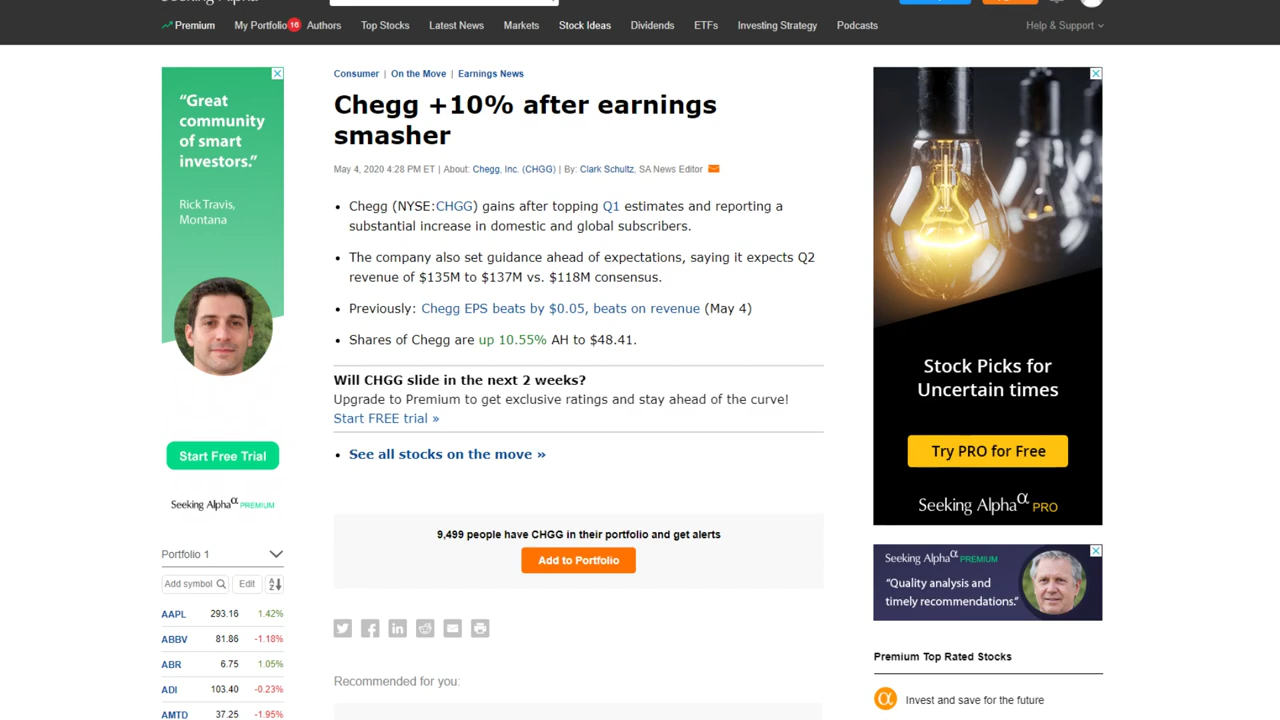 Seeking Alpha
Premium
My Portfolio 16
Authors
Top Stocks
Latest News
Markets
Stock Ideas
Dividends
ETFs
Investing Strategy
Podcasts
Help & Support
“Great
community
of smart
investors.”
Rick Travis,
Montana
Start Free Trial
Seeking Alpha α PREMIUM
Portfolio 1
Add symbol
Edit
A Z
AAPL 293.16 1.42%
ABBV 81.86 -1.18%
ABR 6.75 1.05%
ADI 103.40 -0.23%
AMTD 37.25 -1.95%
Consumer | On the Move | Earnings News
Chegg +10% after earnings
smasher
May 4, 2020 4:28 PM ET | About: Chegg, Inc. (CHGG) | By: Clark Schultz, SA News Editor
• Chegg (NYSE:CHGG) gains after topping Q1 estimates and reporting a
substantial increase in domestic and global subscribers.
• The company also set guidance ahead of expectations, saying it expects Q2
revenue of $135M to $137M vs. $118M consensus.
• Previously: Chegg EPS beats by $0.05, beats on revenue (May 4)
• Shares of Chegg are up 10.55% AH to $48.41.
Will CHGG slide in the next 2 weeks?
Upgrade to Premium to get exclusive ratings and stay ahead of the curve!
Start FREE trial »
• See all stocks on the move »
9,499 people have CHGG in their portfolio and get alerts
Add to Portfolio
Recommended for you:
Stock Picks for
Uncertain times
Try PRO for Free
Seeking Alpha α PRO
Seeking Alpha α PREMIUM
“Quality analysis and
timely recommendations.”
Premium Top Rated Stocks
α Invest and save for the future